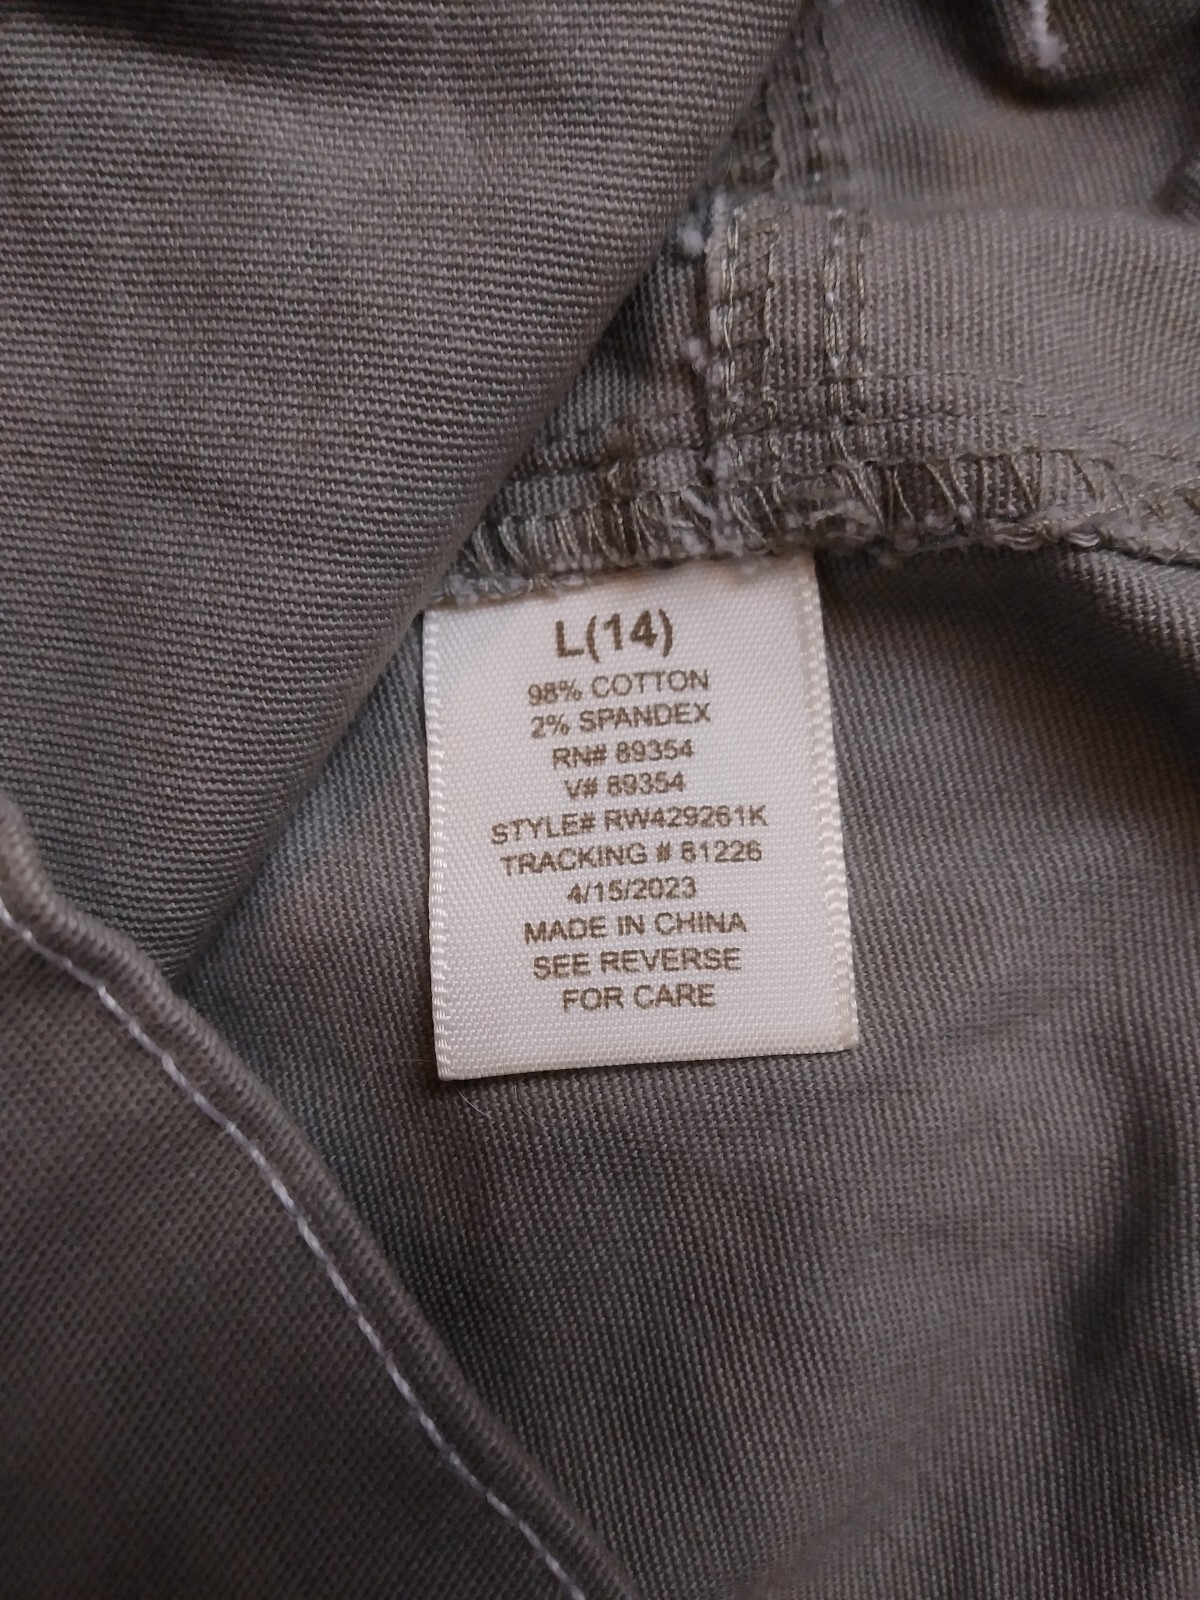 L(14)
98% COTTON
2% SPANDEX
RN# 89354
V# 89354
STYLE# RW429261K
TRACKING # 81226
4/15/2023
MADE IN CHINA
SEE REVERSE
FOR CARE